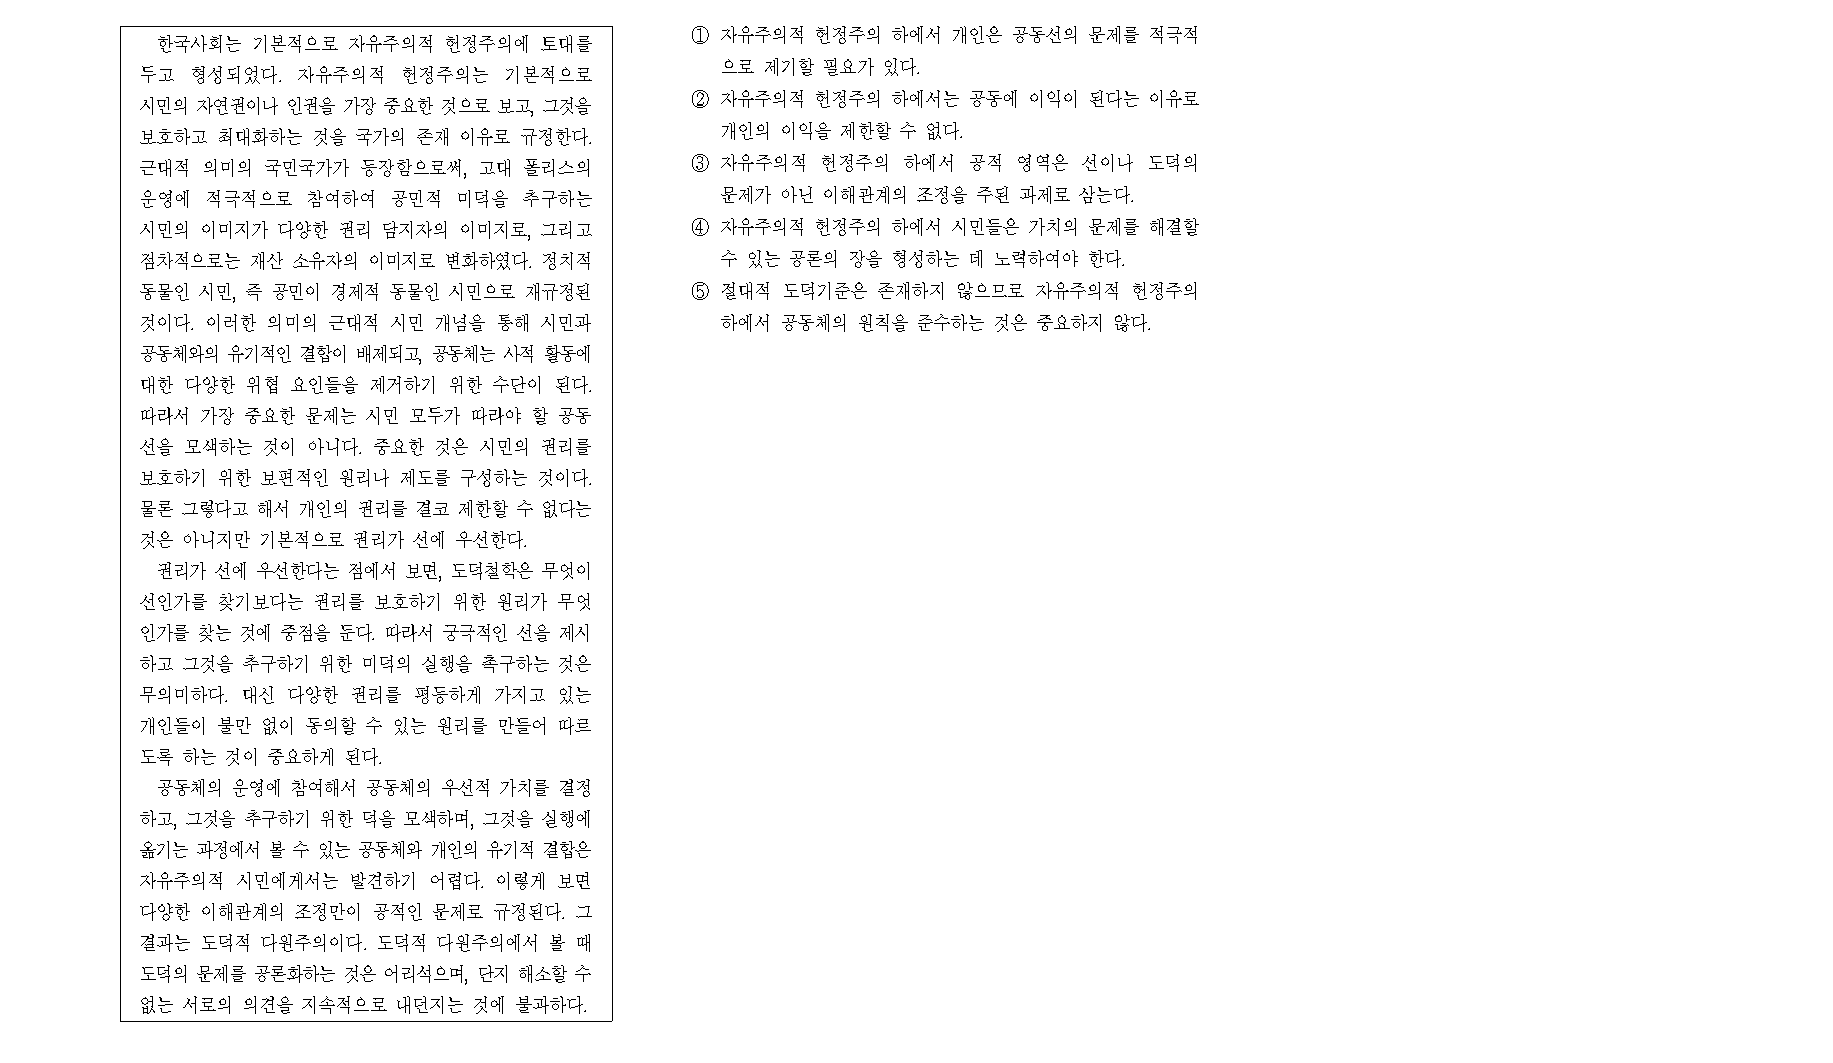 한국사회는 기본적으로 자유주의적 헌정주의에 토대를
두고 형성되었다. 자유주의적 헌정주의는 기본적으로
시민의 자연권이나 인권을 가장 중요한 것으로 보고, 그것을
보호하고 최대화하는 것을 국가의 존재 이유로 규정한다.
근대적 의미의 국민국가가 등장함으로써, 고대 폴리스의
운영에 적극적으로 참여하여 공민적 미덕을 추구하는
시민의 이미지가 다양한 권리 담지자의 이미지로, 그리고
점차적으로는 재산 소유자의 이미지로 변화하였다. 정치적
동물인 시민, 즉 공민이 경제적 동물인 시민으로 재규정된
것이다. 이러한 의미의 근대적 시민 개념을 통해 시민과
공동체와의 유기적인 결합이 배제되고, 공동체는 사적 활동에
대한 다양한 위협 요인들을 제거하기 위한 수단이 된다.
따라서 가장 중요한 문제는 시민 모두가 따라야 할 공동
선을 모색하는 것이 아니다. 중요한 것은 시민의 권리를
보호하기 위한 보편적인 원리나 제도를 구성하는 것이다.
물론 그렇다고 해서 개인의 권리를 결코 제한할 수 없다는
것은 아니지만 기본적으로 권리가 선에 우선한다.
권리가 선에 우선한다는 점에서 보면, 도덕철학은 무엇이
선인가를 찾기보다는 권리를 보호하기 위한 원리가 무엇
인가를 찾는 것에 중점을 둔다. 따라서 궁극적인 선을 제시
하고 그것을 추구하기 위한 미덕의 실행을 촉구하는 것은
무의미하다. 대신 다양한 권리를 평등하게 가지고 있는
개인들이 불만 없이 동의할 수 있는 원리를 만들어 따르
도록 하는 것이 중요하게 된다.
공동체의 운영에 참여해서 공동체의 우선적 가치를 결정
하고, 그것을 추구하기 위한 덕을 모색하며, 그것을 실행에
옮기는 과정에서 볼 수 있는 공동체와 개인의 유기적 결합은
자유주의적 시민에게서는 발견하기 어렵다. 이렇게 보면
다양한 이해관계의 조정만이 공적인 문제로 규정된다. 그
결과는 도덕적 다원주의이다. 도덕적 다원주의에서 볼 때
도덕의 문제를 공론화하는 것은 어리석으며, 단지 해소할 수
없는 서로의 의견을 지속적으로 내던지는 것에 불과하다.
① 자유주의적 헌정주의 하에서 개인은 공동선의 문제를 적극적
으로 제기할 필요가 있다.
② 자유주의적 헌정주의 하에서는 공동에 이익이 된다는 이유로
개인의 이익을 제한할 수 없다.
③ 자유주의적 헌정주의 하에서 공적 영역은 선이나 도덕의
문제가 아닌 이해관계의 조정을 주된 과제로 삼는다.
④ 자유주의적 헌정주의 하에서 시민들은 가치의 문제를 해결할
수 있는 공론의 장을 형성하는 데 노력하여야 한다.
⑤ 절대적 도덕기준은 존재하지 않으므로 자유주의적 헌정주의
하에서 공동체의 원칙을 준수하는 것은 중요하지 않다.